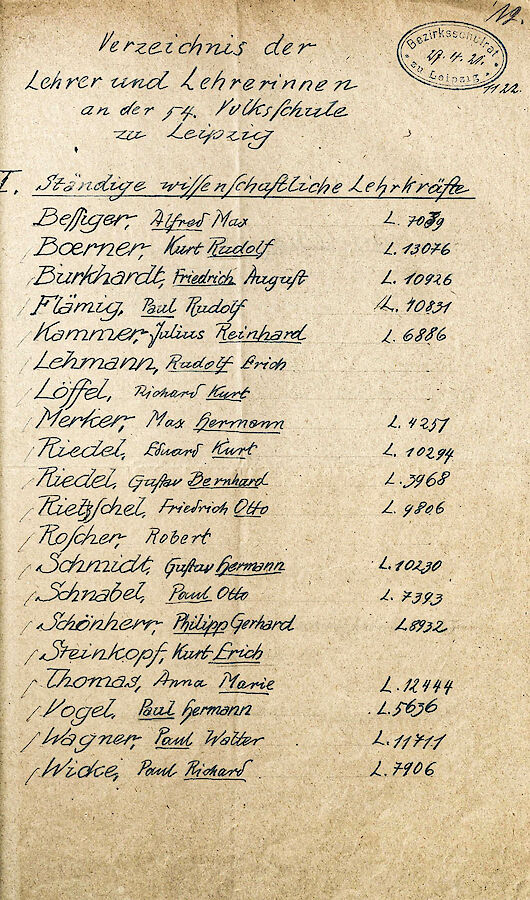 Bezirksschulrat
29.4.21.
zu Leipzig
1122.
Verzeichnis der
Lehrer und Lehrerinnen
an der 54. Volksschule
zu Leipzig
I. Ständige wissenschaftliche Lehrkräfte
Beßiger, Alfred Max L. 7039
Boerner, Kurt Rudolf L. 13076
Burkhardt, Friedrich August L. 10926
Flämig, Paul Rudolf L. 10831
Kammer, Julius Reinhard L. 6886
Lehmann, Rudolf Erich
Löffel, Richard Kurt
Merker, Max Hermann L. 4251
Riedel, Eduard Kurt L. 10294
Riedel, Gustav Bernhard L. 3968
Rietzschel, Friedrich Otto L. 9806
Roscher, Robert
Schmidt, Gustav Hermann L. 10230
Schnabel, Paul Otto L. 7393
Schönherr, Philipp Gerhard L. 8932
Steinkopf, Kurt Erich
Thomas, Anna Marie L. 12444
Vogel, Paul Hermann L. 5636
Wagner, Paul Walter L. 11711
Wicke, Paul Richard L. 7906